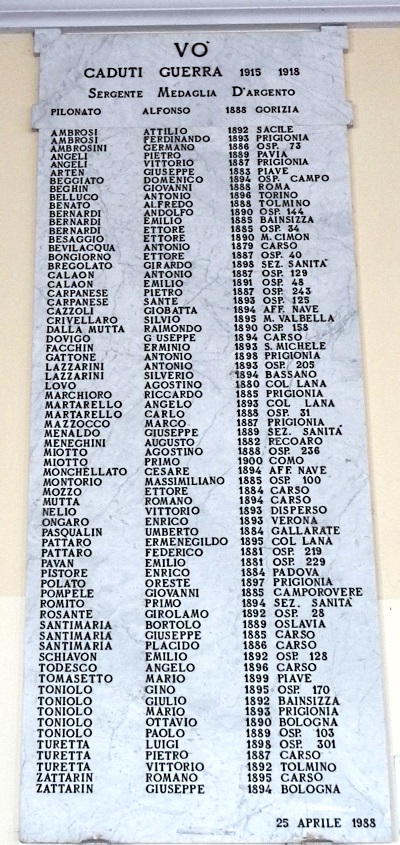 VO'
CADUTI GUERRA 1915 1918
SERGENTE MEDAGLIA D'ARGENTO
PILONATO ALFONSO 1888 GORIZIA
AMBROSI ATTILIO 1892 SACILE
AMBROSI FERDINANDO 1893 PRIGIONIA
AMBROSINI GERMANO 1886 OSP. 73
ANGELI PIETRO 1889 PAVIA
ANGELI VITTORIO 1887 PRIGIONIA
ARTEN GIUSEPPE 1883 PIAVE
BEGGIATO DOMENICO 1894 OSP. CAMPO
BEGHIN GIOVANNI 1888 ROMA
BELLUCO ANTONIO 1896 TORINO
BENATO ALFREDO 1888 TOLMINO
BERNARDI ANDOLFO 1890 OSP. 144
BERNARDI EMILIO 1885 BAINSIZZA
BERNARDI ETTORE 1885 OSP. 34
BESAGGIO ETTORE 1890 M. CIMON
BEVILACQUA ANTONIO 1879 CARSO
BONGIORNO ETTORE 1887 OSP. 40
BREGOLATO GIRARDO 1898 SEZ. SANITA'
CALAON ANTONIO 1887 OSP. 129
CALAON EMILIO 1891 OSP. 48
CARPANESE PIETRO 1887 OSP. 243
CARPANESE SANTE 1893 OSP. 125
CAZZOLI GIOBATTA 1894 AFF. NAVE
CRIVELLARO SILVIO 1895 M. VALBELLA
DALLA MUTTA RAIMONDO 1890 OSP. 158
DOVIGO G USEPPE 1894 CARSO
FACCHIN ERMINIO 1893 S. MICHELE
GATTONE ANTONIO 1898 PRIGIONIA
LAZZARINI ANTONIO 1893 OSP. 205
LAZZARINI SILVERIO 1894 BASSANO
LOVO AGOSTINO 1880 COL LANA
MARCHIORO RICCARDO 1885 PRIGIONIA
MARTARELLO ANGELO 1893 COL LANA
MARTARELLO CARLO 1888 OSP. 31
MAZZOCCO MARCO 1887 PRIGIONIA
MENALDO GIUSEPPE 1889 SEZ. SANITA'
MENEGHINI AUGUSTO 1882 RECOARO
MIOTTO AGOSTINO 1888 OSP. 236
MIOTTO PRIMO 1900 COMO
MONCHELLATO CESARE 1894 AFF. NAVE
MONTORIO MASSIMILIANO 1885 OSP. 100
MOZZO ETTORE 1884 CARSO
MUTTA ROMANO 1894 CARSO
NELIO VITTORIO 1893 DISPERSO
ONGARO ENRICO 1893 VERONA
PASQUALIN UMBERTO 1884 GALLARATE
PATTARO ERMENEGILDO 1895 COL LANA
PATTARO FEDERICO 1881 OSP. 219
PAVAN EMILIO 1881 OSP. 229
PISTORE ENRICO 1884 PADOVA
POLATO ORESTE 1897 PRIGIONIA
POMPELE GIOVANNI 1885 CAMPOROVERE
ROMITO PRIMO 1894 SEZ. SANITA'
ROSANTE GIROLAMO 1892 OSP. 28
SANTIMARIA BORTOLO 1889 OSLAVIA
SANTIMARIA GIUSEPPE 1885 CARSO
SANTIMARIA PLACIDO 1886 CARSO
SCHIAVON EMILIO 1892 OSP. 128
TODESCO ANGELO 1896 CARSO
TOMASETTO MARIO 1899 PIAVE
TONIOLO GINO 1895 OSP. 170
TONIOLO GIULIO 1892 BAINSIZZA
TONIOLO MARIO 1893 PRIGIONIA
TONIOLO OTTAVIO 1890 BOLOGNA
TONIOLO PAOLO 1889 OSP. 103
TURETTA LUIGI 1898 OSP. 301
TURETTA PIETRO 1887 CARSO
TURETTA VITTORIO 1892 TOLMINO
ZATTARIN ROMANO 1895 CARSO
ZATTARIN GIUSEPPE 1894 BOLOGNA
25 APRILE 1988